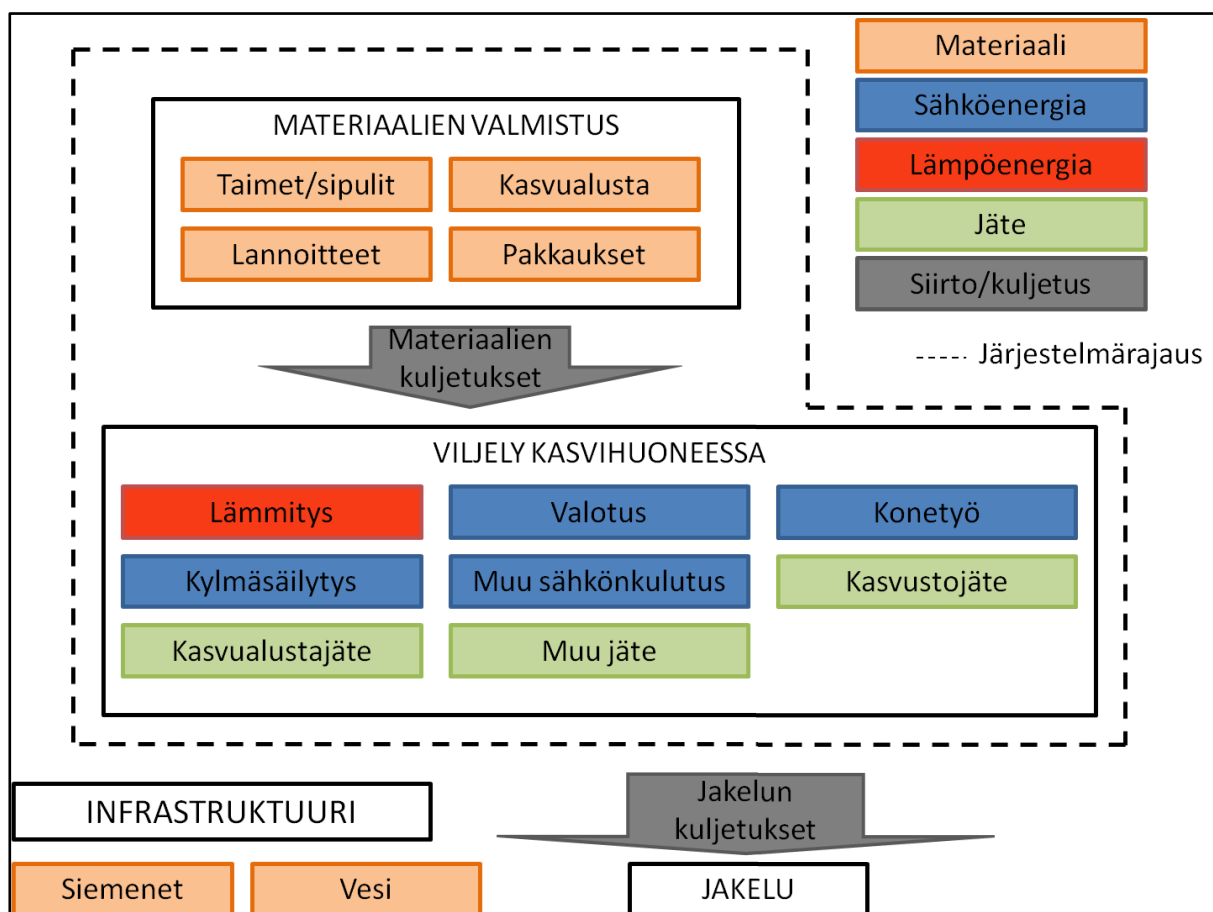 MATERIAALIEN VALMISTUS
Taimet/sipulit
Kasvualusta
Lannoitteet
Pakkaukset
Materiaalien
kuljetukset
VILJELY KASVIHUONEESSA
Lämmitys
Valotus
Konetyö
Kylmäsäilytys
Muu sähkönkulutus
Kasvustojäte
Kasvualustajäte
Muu jäte
Materiaali
Sähköenergia
Lämpöenergia
Jäte
Siirto/kuljetus
Järjestelmärajaus
INFRASTRUKTUURI
Siemenet
Vesi
Jakelun
kuljetukset
JAKELU